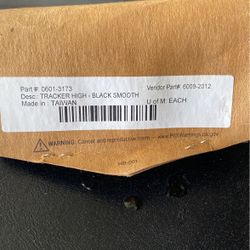 Part #: 0601-3173 Vendor Part#: 6009-2012
Desc.: TRACKER HIGH - BLACK SMOOTH
Made in: TAIWAN U of M: EACH
Cancer and reproductive harm - www.P65Warnings.ca.gov